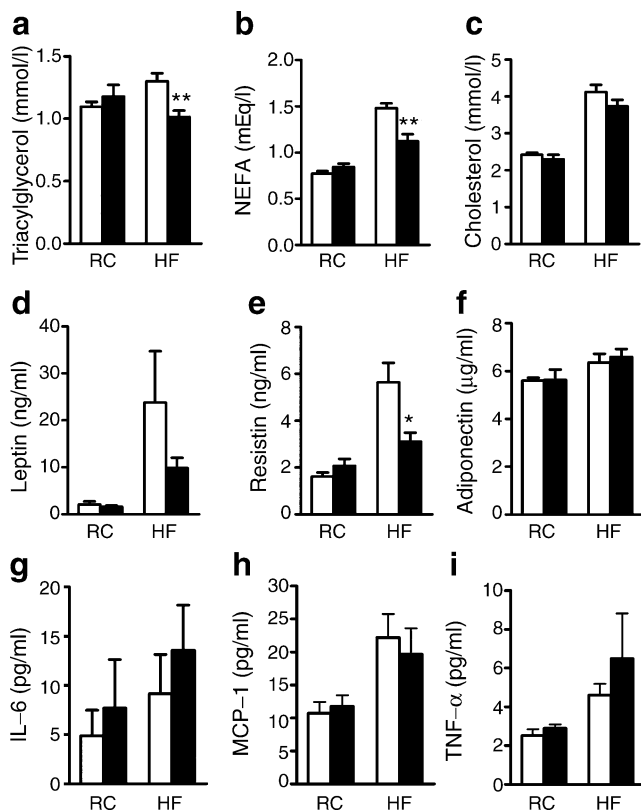 a
Triacylglycerol (mmol/l)
1.5
1.0
0.5
0.0
**
RC HF
b
NEFA (mEq/l)
2.0
1.5
1.0
0.5
0.0
**
RC HF
c
Cholesterol (mmol/l)
5
4
3
2
1
0
RC HF
d
Leptin (ng/ml)
40
30
20
10
0
RC HF
e
Resistin (ng/ml)
8
6
4
2
0
*
RC HF
f
Adiponectin (μg/ml)
8
6
4
2
0
RC HF
g
IL–6 (pg/ml)
20
15
10
5
0
RC HF
h
MCP–1 (pg/ml)
30
25
20
15
10
5
0
RC HF
i
TNF–α (pg/ml)
10
8
6
4
2
0
RC HF